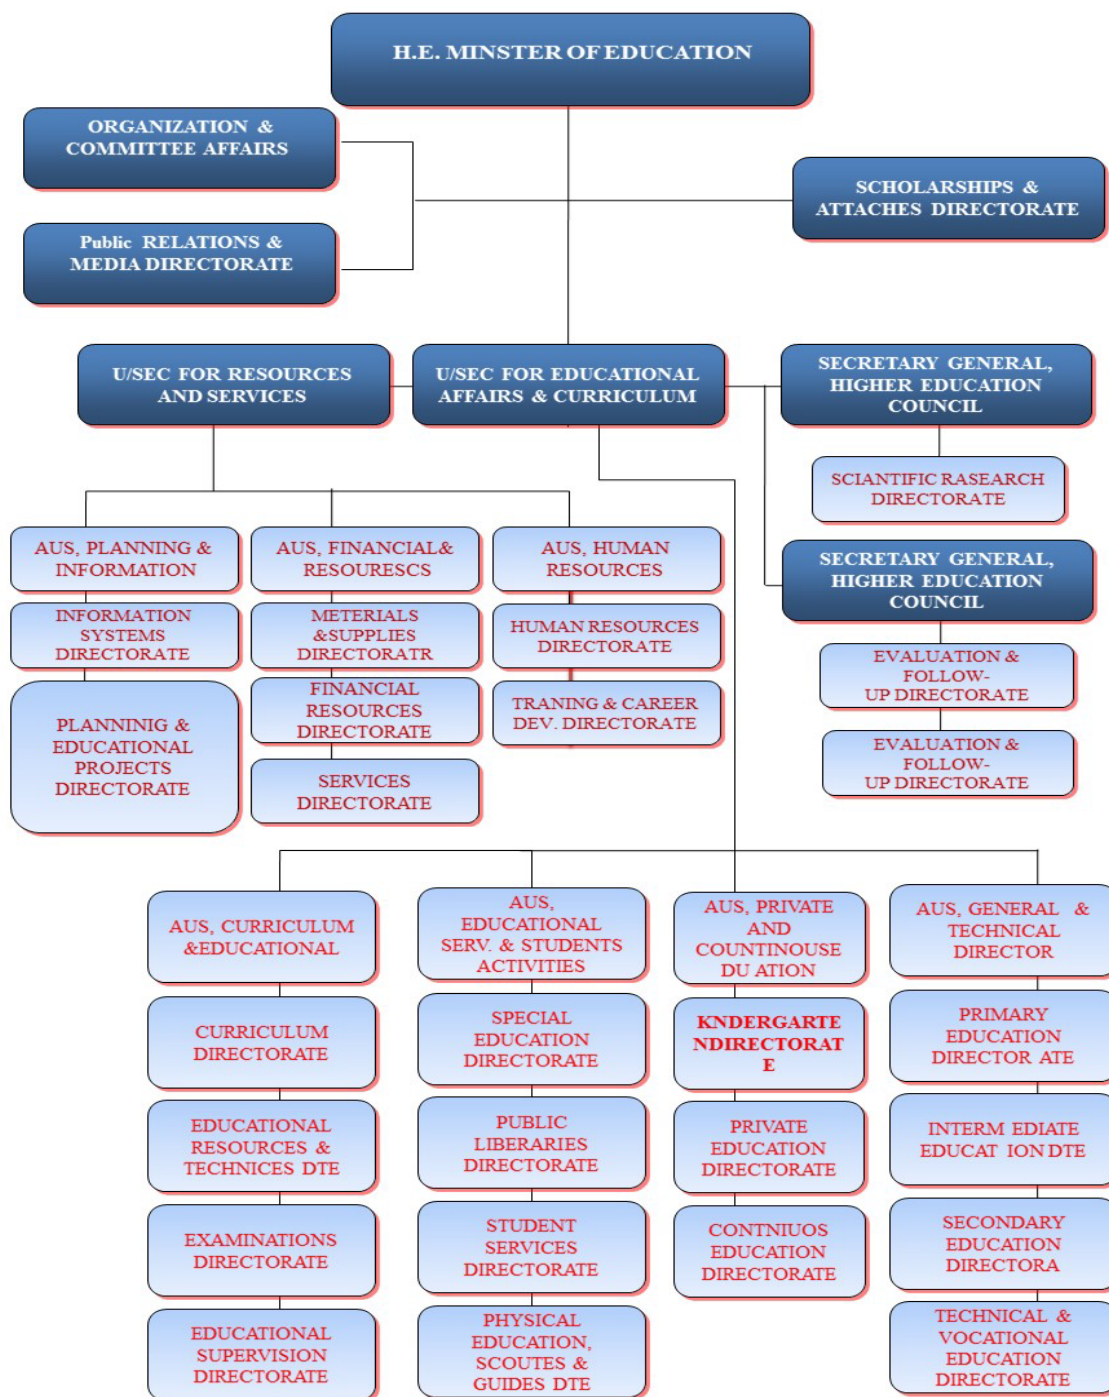 H.E. MINSTER OF EDUCATION
ORGANIZATION &
COMMITTEE AFFAIRS
SCHOLARSHIPS &
ATTACHES DIRECTORATE
Public RELATIONS &
MEDIA DIRECTORATE
U/SEC FOR RESOURCES
AND SERVICES
U/SEC FOR EDUCATIONAL
AFFAIRS & CURRICULUM
SECRETARY GENERAL,
HIGHER EDUCATION
COUNCIL
SCIANTIFIC RASEARCH
DIRECTORATE
SECRETARY GENERAL,
HIGHER EDUCATION
COUNCIL
EVALUATION &
FOLLOW-
UP DIRECTORATE
EVALUATION &
FOLLOW-
UP DIRECTORATE
AUS, PLANNING &
INFORMATION
INFORMATION
SYSTEMS
DIRECTORATE
PLANNINIG &
EDUCATIONAL
PROJECTS
DIRECTORATE
AUS, FINANCIAL&
RESOURESCS
METERIALS
&SUPPLIES
DIRECTORATR
FINANCIAL
RESOURCES
DIRECTORATE
SERVICES
DIRECTORATE
AUS, HUMAN
RESOURCES
HUMAN RESOURCES
DIRECTORATE
TRANING & CAREER
DEV. DIRECTORATE
AUS, CURRICULUM
&EDUCATIONAL
CURRICULUM
DIRECTORATE
EDUCATIONAL
RESOURCES &
TECHNICES DTE
EXAMINATIONS
DIRECTORATE
EDUCATIONAL
SUPERVISION
DIRECTORATE
AUS,
EDUCATIONAL
SERV. & STUDENTS
ACTIVITIES
SPECIAL
EDUCATION
DIRECTORATE
PUBLIC
LIBERARIES
DIRECTORATE
STUDENT
SERVICES
DIRECTORATE
PHYSICAL
EDUCATION,
SCOUTES &
GUIDES DTE
AUS, PRIVATE
AND
COUNTINOUSE
DU ATION
KNDERGARTE
NDIRECTORAT
E
PRIVATE
EDUCATION
DIRECTORATE
CONTNIUOS
EDUCATION
DIRECTORATE
AUS, GENERAL &
TECHNICAL
DIRECTOR
PRIMARY
EDUCATION
DIRECTOR ATE
INTERM EDIATE
EDUCAT ION DTE
SECONDARY
EDUCATION
DIRECTORA
TECHNICAL &
VOCATIONAL
EDUCATION
DIRECTORATE